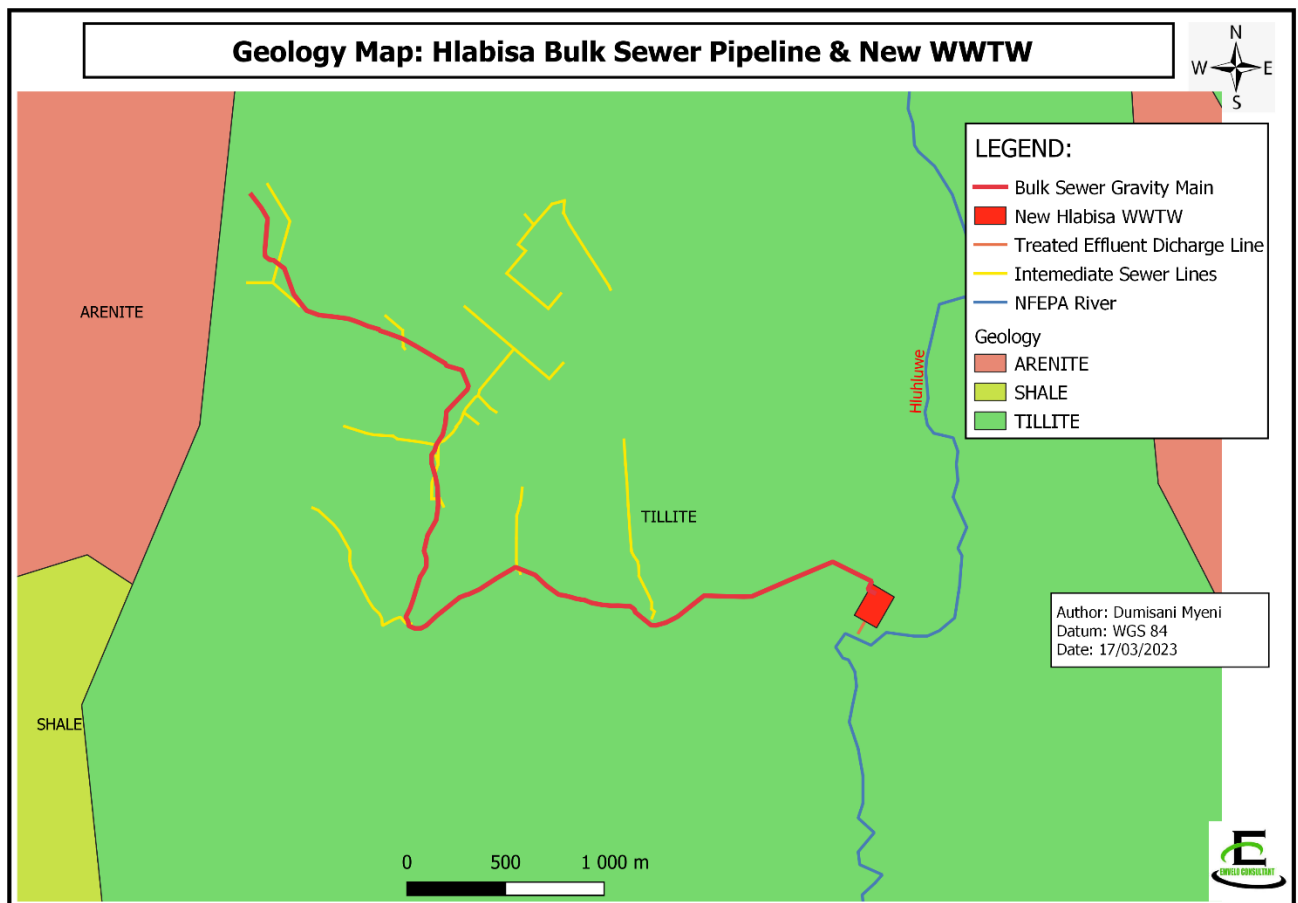 Geology Map: Hlabisa Bulk Sewer Pipeline & New WWTW
N
W E
S
LEGEND:
Bulk Sewer Gravity Main
New Hlabisa WWTW
Treated Effluent Dicharge Line
Intemediate Sewer Lines
NFEPA River
Geology
ARENITE
SHALE
TILLITE
ARENITE
Hluhluwe
TILLITE
SHALE
Author: Dumisani Myeni
Datum: WGS 84
Date: 17/03/2023
0 500 1 000 m
E
ENVELO CONSULTANT